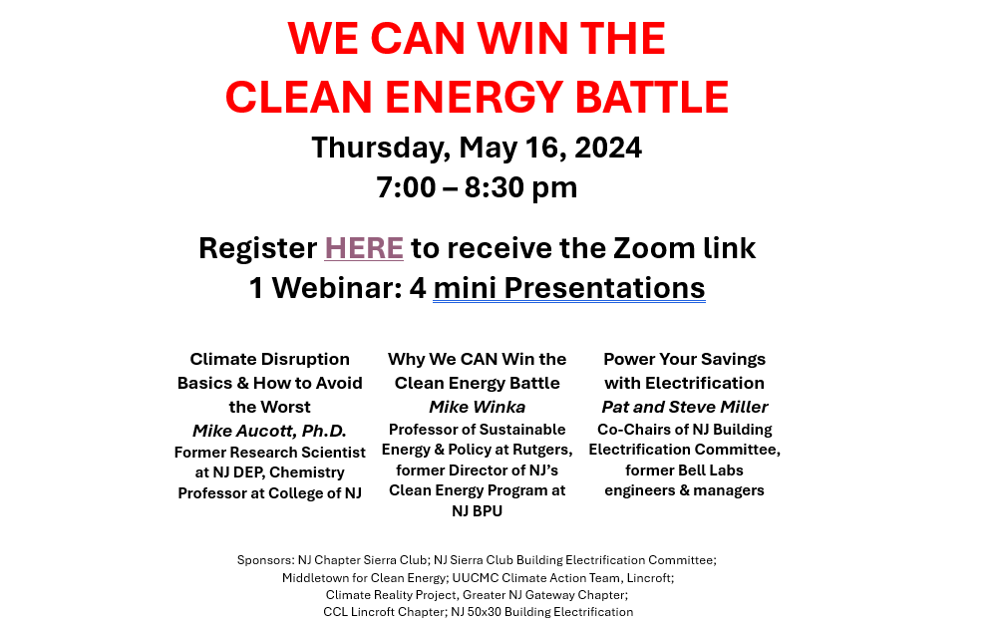 WE CAN WIN THE
CLEAN ENERGY BATTLE
Thursday, May 16, 2024
7:00 – 8:30 pm
Register HERE to receive the Zoom link
1 Webinar: 4 mini Presentations
Climate Disruption
Basics & How to Avoid
the Worst
Mike Aucott, Ph.D.
Former Research Scientist
at NJ DEP, Chemistry
Professor at College of NJ
Why We CAN Win the
Clean Energy Battle
Mike Winka
Professor of Sustainable
Energy & Policy at Rutgers,
former Director of NJ’s
Clean Energy Program at
NJ BPU
Power Your Savings
with Electrification
Pat and Steve Miller
Co-Chairs of NJ Building
Electrification Committee,
former Bell Labs
engineers & managers
Sponsors: NJ Chapter Sierra Club; NJ Sierra Club Building Electrification Committee;
Middletown for Clean Energy; UUCMC Climate Action Team, Lincroft;
Climate Reality Project, Greater NJ Gateway Chapter;
CCL Lincroft Chapter; NJ 50x30 Building Electrification